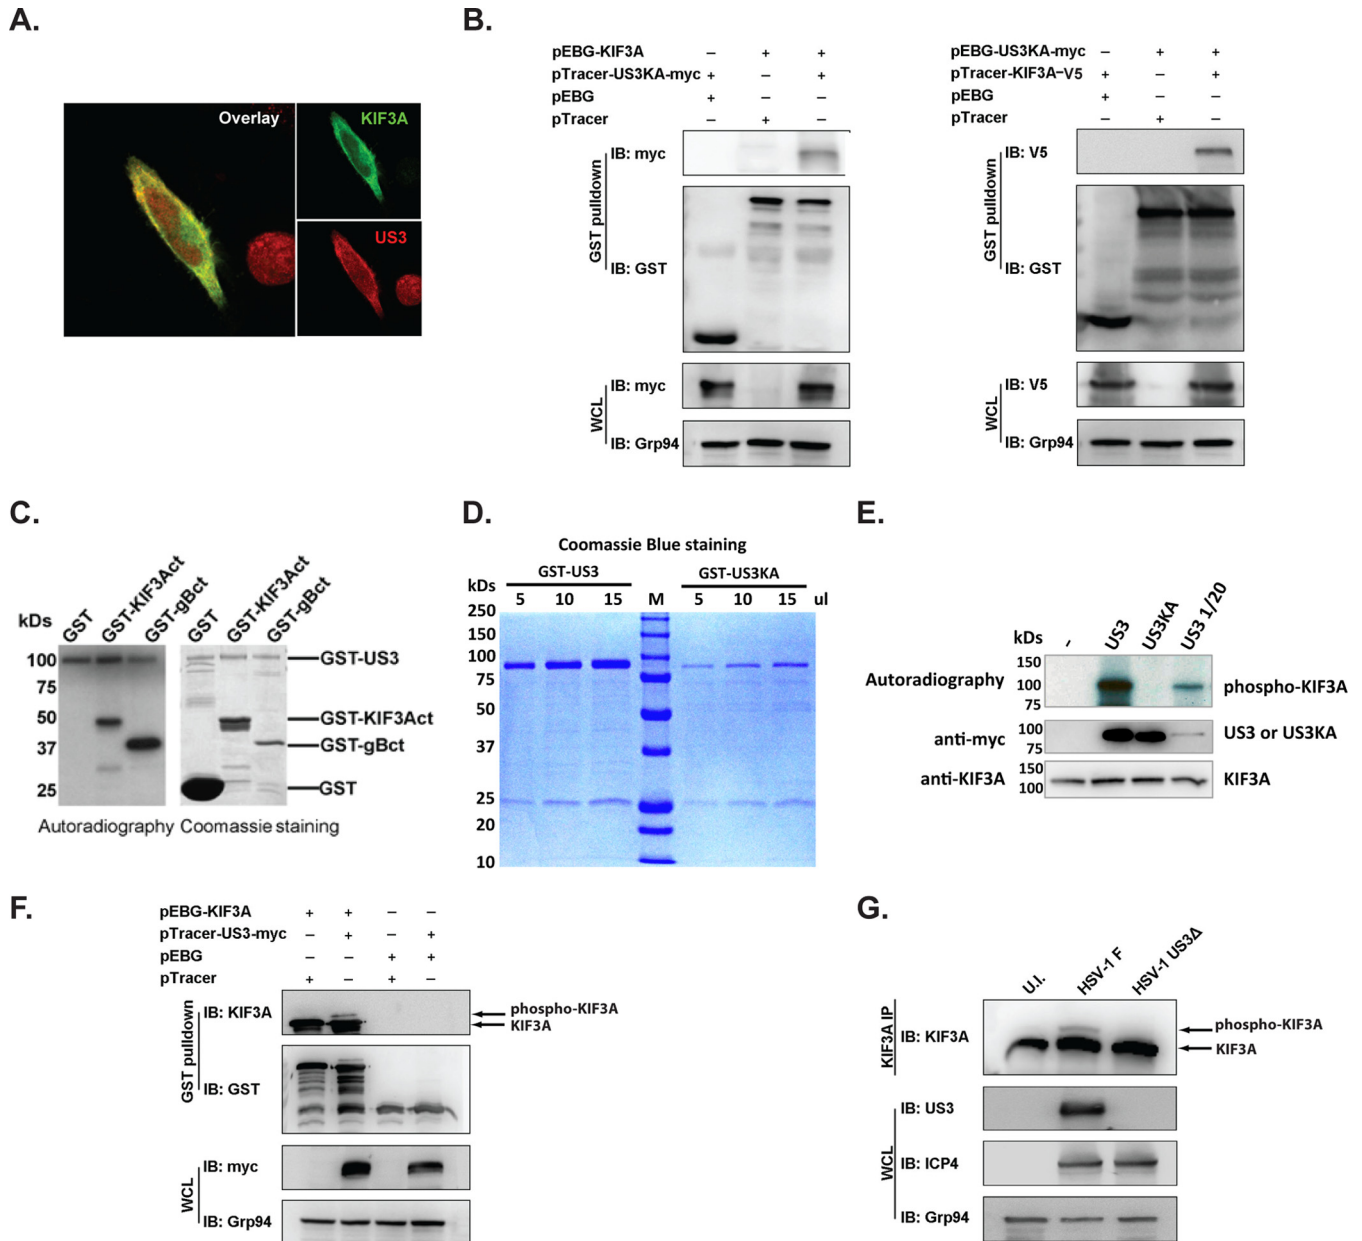 A.
Overlay
KIF3A
US3
B.
pEBG-KIF3A – + +
pTracer-US3KA-myc + – +
pEBG + – –
pTracer – + –
GST pulldown
IB: myc
IB: GST
WCL
IB: myc
IB: Grp94
pEBG-US3KA-myc – + +
pTracer-KIF3A–V5 + – +
pEBG + – –
pTracer – + –
GST pulldown
IB: V5
IB: GST
WCL
IB: V5
IB: Grp94
C.
kDs
GST
GST-KIF3Act
GST-gBct
GST
GST-KIF3Act
GST-gBct
100
75
50
37
25
GST-US3
GST-KIF3Act
GST-gBct
GST
Autoradiography Coomassie staining
D.
Coomassie Blue staining
GST-US3 GST-US3KA
kDs 5 10 15 M 5 10 15 ul
250
150
100
75
50
37
25
20
10
E.
kDs
- US3 US3KA US3 1/20
Autoradiography
150
100
75
phospho-KIF3A
anti-myc
100
75
US3 or US3KA
anti-KIF3A
150
100
KIF3A
F.
pEBG-KIF3A + + – –
pTracer-US3-myc – + – +
pEBG – – + +
pTracer + – + –
GST pulldown
IB: KIF3A
phospho-KIF3A
KIF3A
IB: GST
WCL
IB: myc
IB: Grp94
G.
U.I. HSV-1 F HSV-1 US3Δ
KIF3A IP
IB: KIF3A
phospho-KIF3A
KIF3A
WCL
IB: US3
IB: ICP4
IB: Grp94